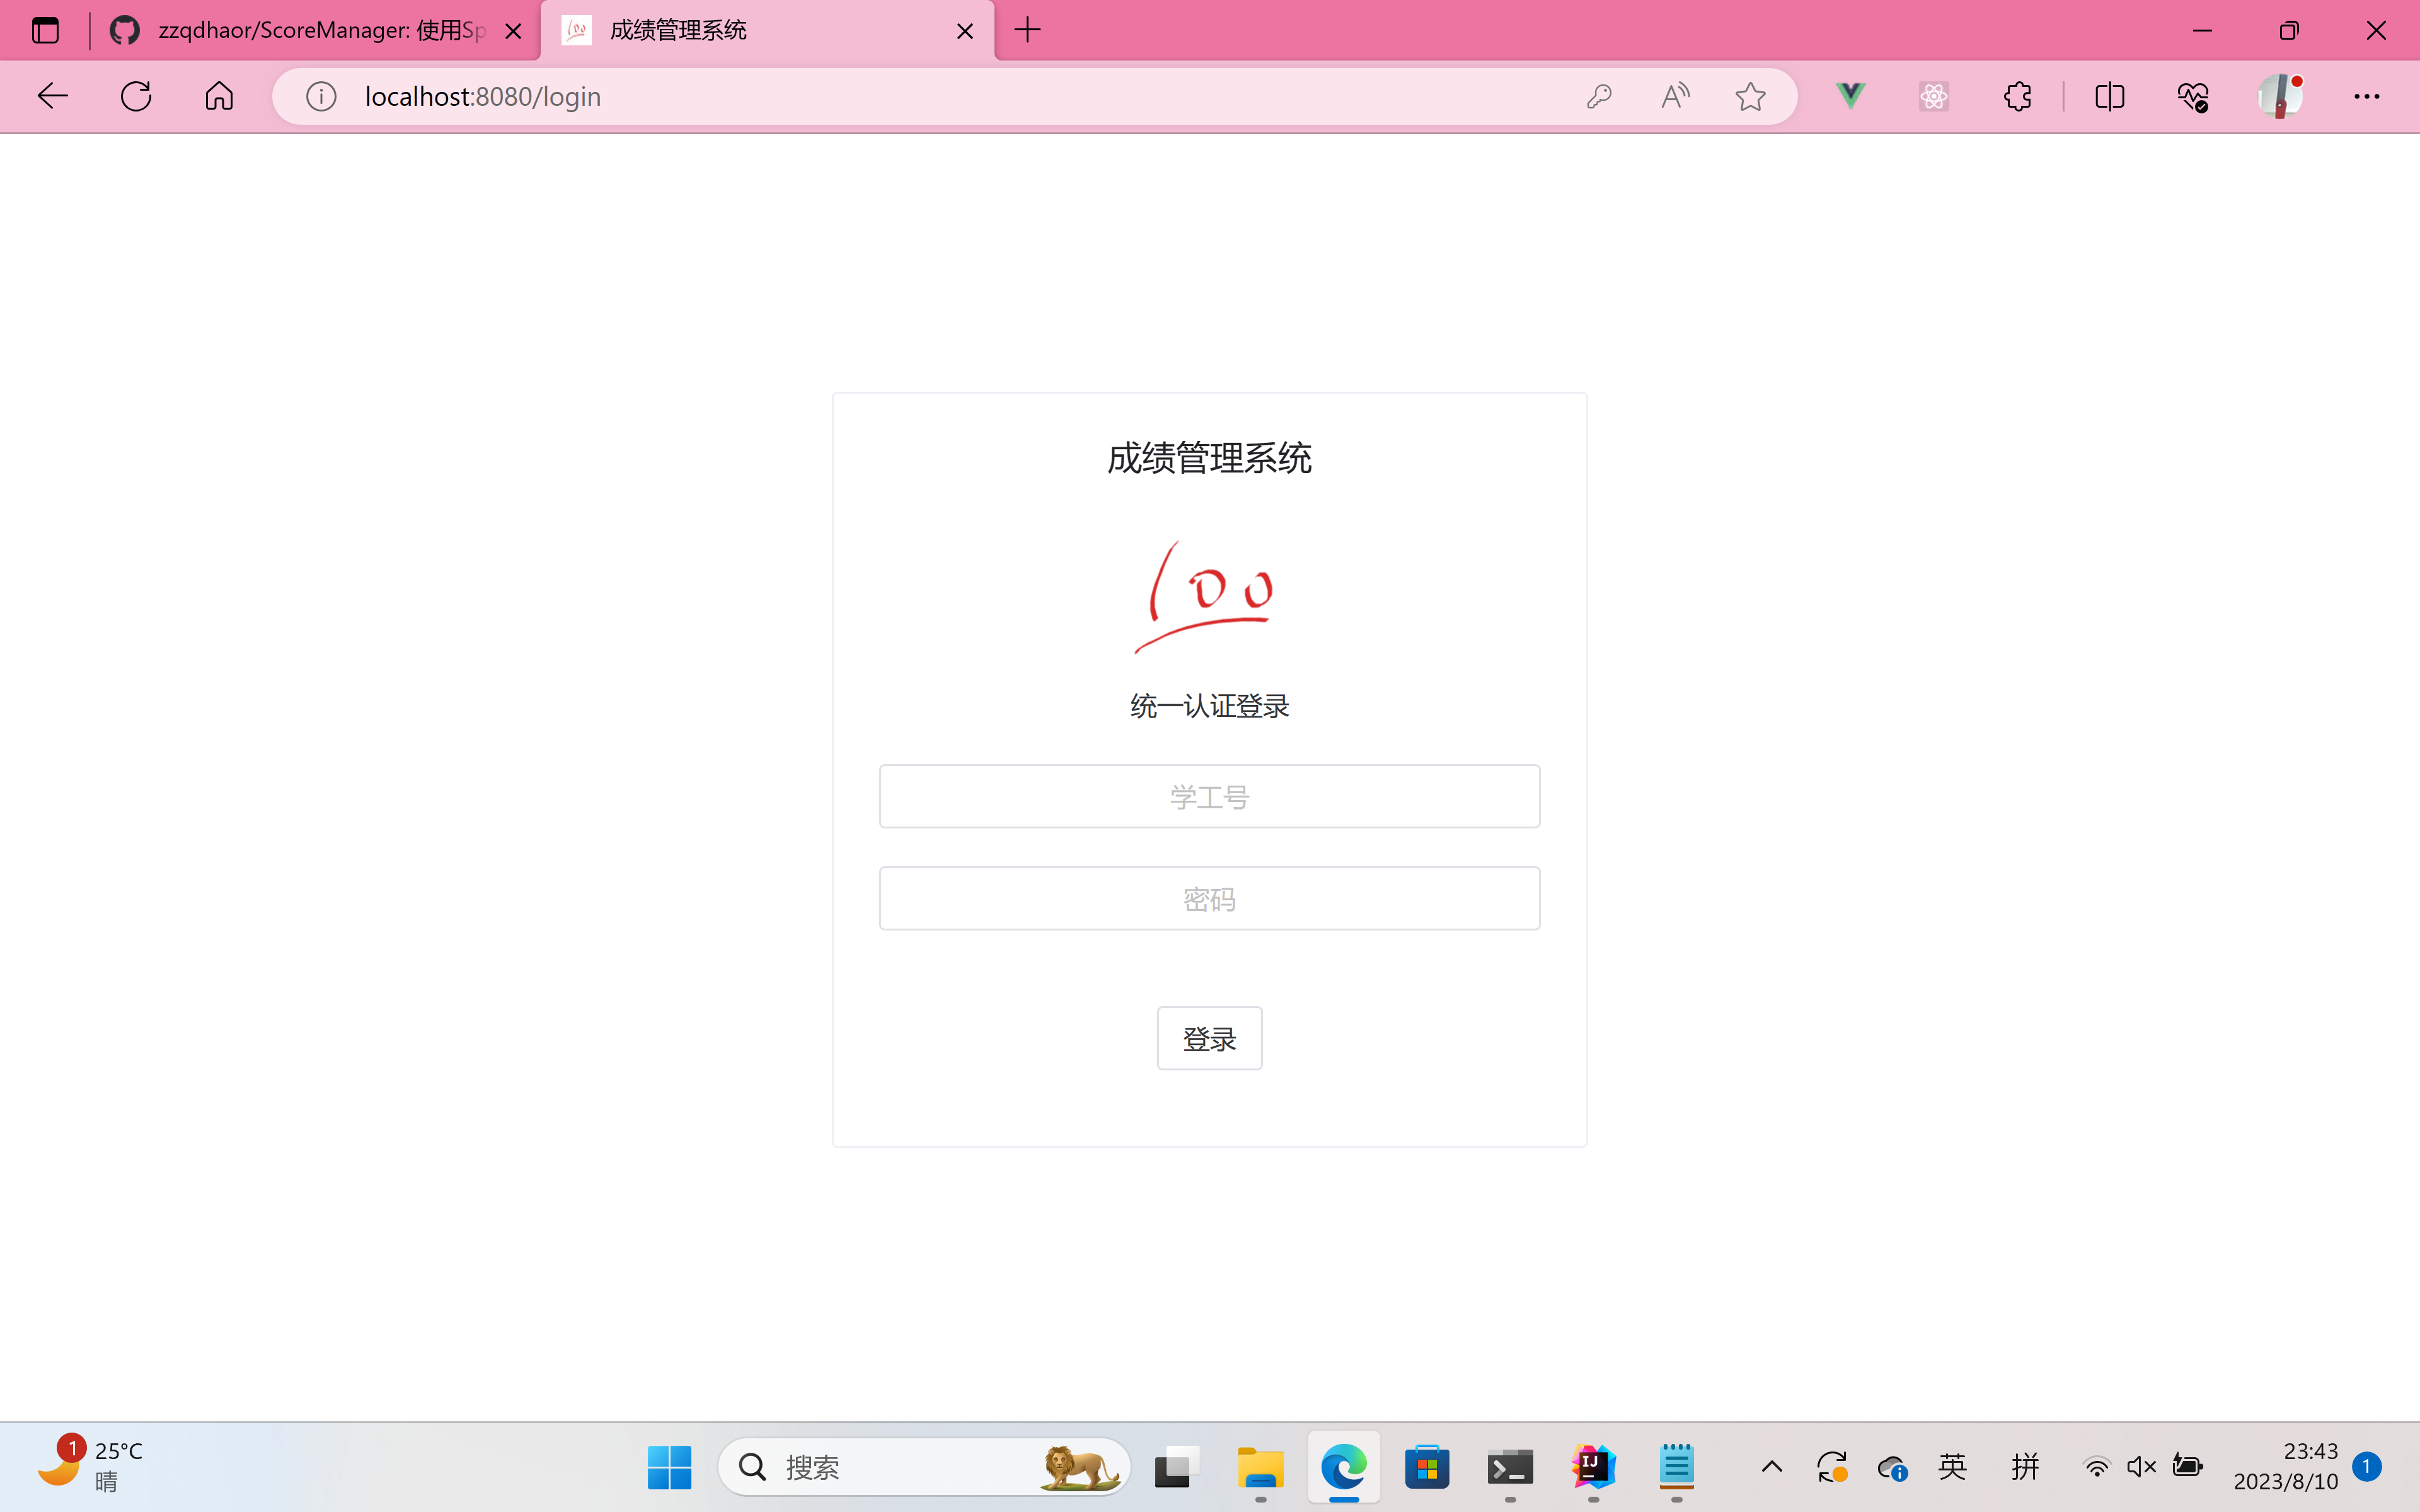 zzqdhaor/ScoreManager: 使用Sp
成绩管理系统
localhost:8080/login
成绩管理系统
100
统一认证登录
学工号
密码
登录
1
25°C
晴
搜索
英
拼
23:43
2023/8/10
1